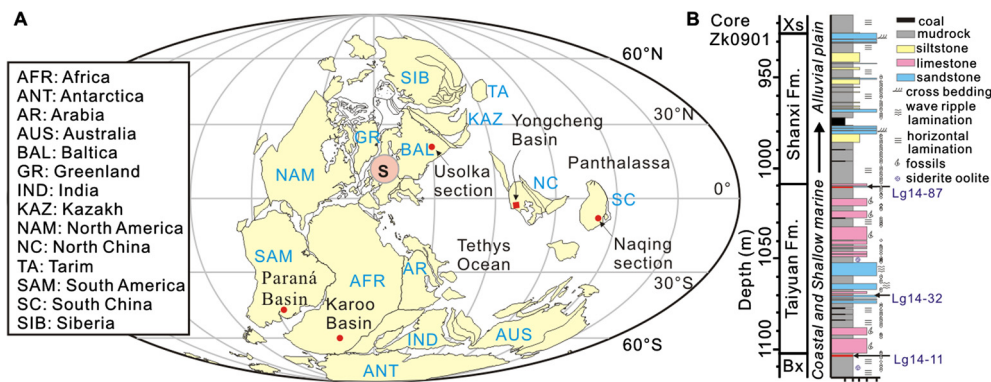 A
AFR: Africa
ANT: Antarctica
AR: Arabia
AUS: Australia
BAL: Baltica
GR: Greenland
IND: India
KAZ: Kazakh
NAM: North America
NC: North China
TA: Tarim
SAM: South America
SC: South China
SIB: Siberia
60°N
SIB
TA
KAZ
Yongcheng
Basin
30°N
GR
BAL
Panthalassa
S
NAM
Usolka
section
NC
SC
0°
SAM
Tethys
Ocean
Naqing
section
Paraná
Basin
AFR
AR
30°S
Karoo
Basin
IND
AUS
60°S
ANT
B
Core
Zk0901
Depth (m)
950
1000
1050
1100
Xs
Shanxi Fm.
Taiyuan Fm.
Bx
Alluvial plain
Coastal and Shallow marine
coal
mudrock
siltstone
limestone
sandstone
cross bedding
wave ripple
lamination
horizontal
lamination
fossils
siderite oolite
Lg14-87
Lg14-32
Lg14-11